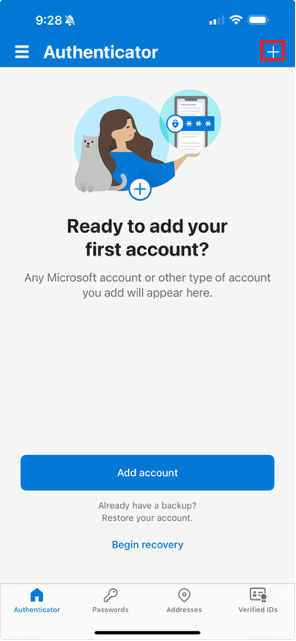 9:28
Authenticator
Ready to add your
first account?
Any Microsoft account or other type of account
you add will appear here.
Add account
Already have a backup?
Restore your account.
Begin recovery
Authenticator Passwords Addresses Verified IDs